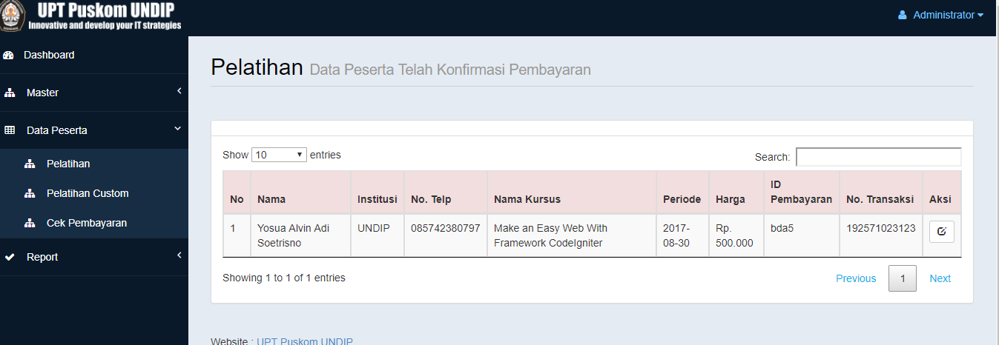 UPT Puskom UNDIP
Innovative and develop your IT strategies
Administrator
Dashboard
Master
Data Peserta
Pelatihan
Pelatihan Custom
Cek Pembayaran
Report
Pelatihan Data Peserta Telah Konfirmasi Pembayaran
Show 10 entries
Search:
No Nama Institusi No. Telp Nama Kursus Periode Harga ID Pembayaran No. Transaksi Aksi
1 Yosua Alvin Adi Soetrisno UNDIP 085742380797 Make an Easy Web With Framework CodeIgniter 2017-08-30 Rp. 500.000 bda5 192571023123
Showing 1 to 1 of 1 entries
Previous 1 Next
Website : UPT Puskom UNDIP